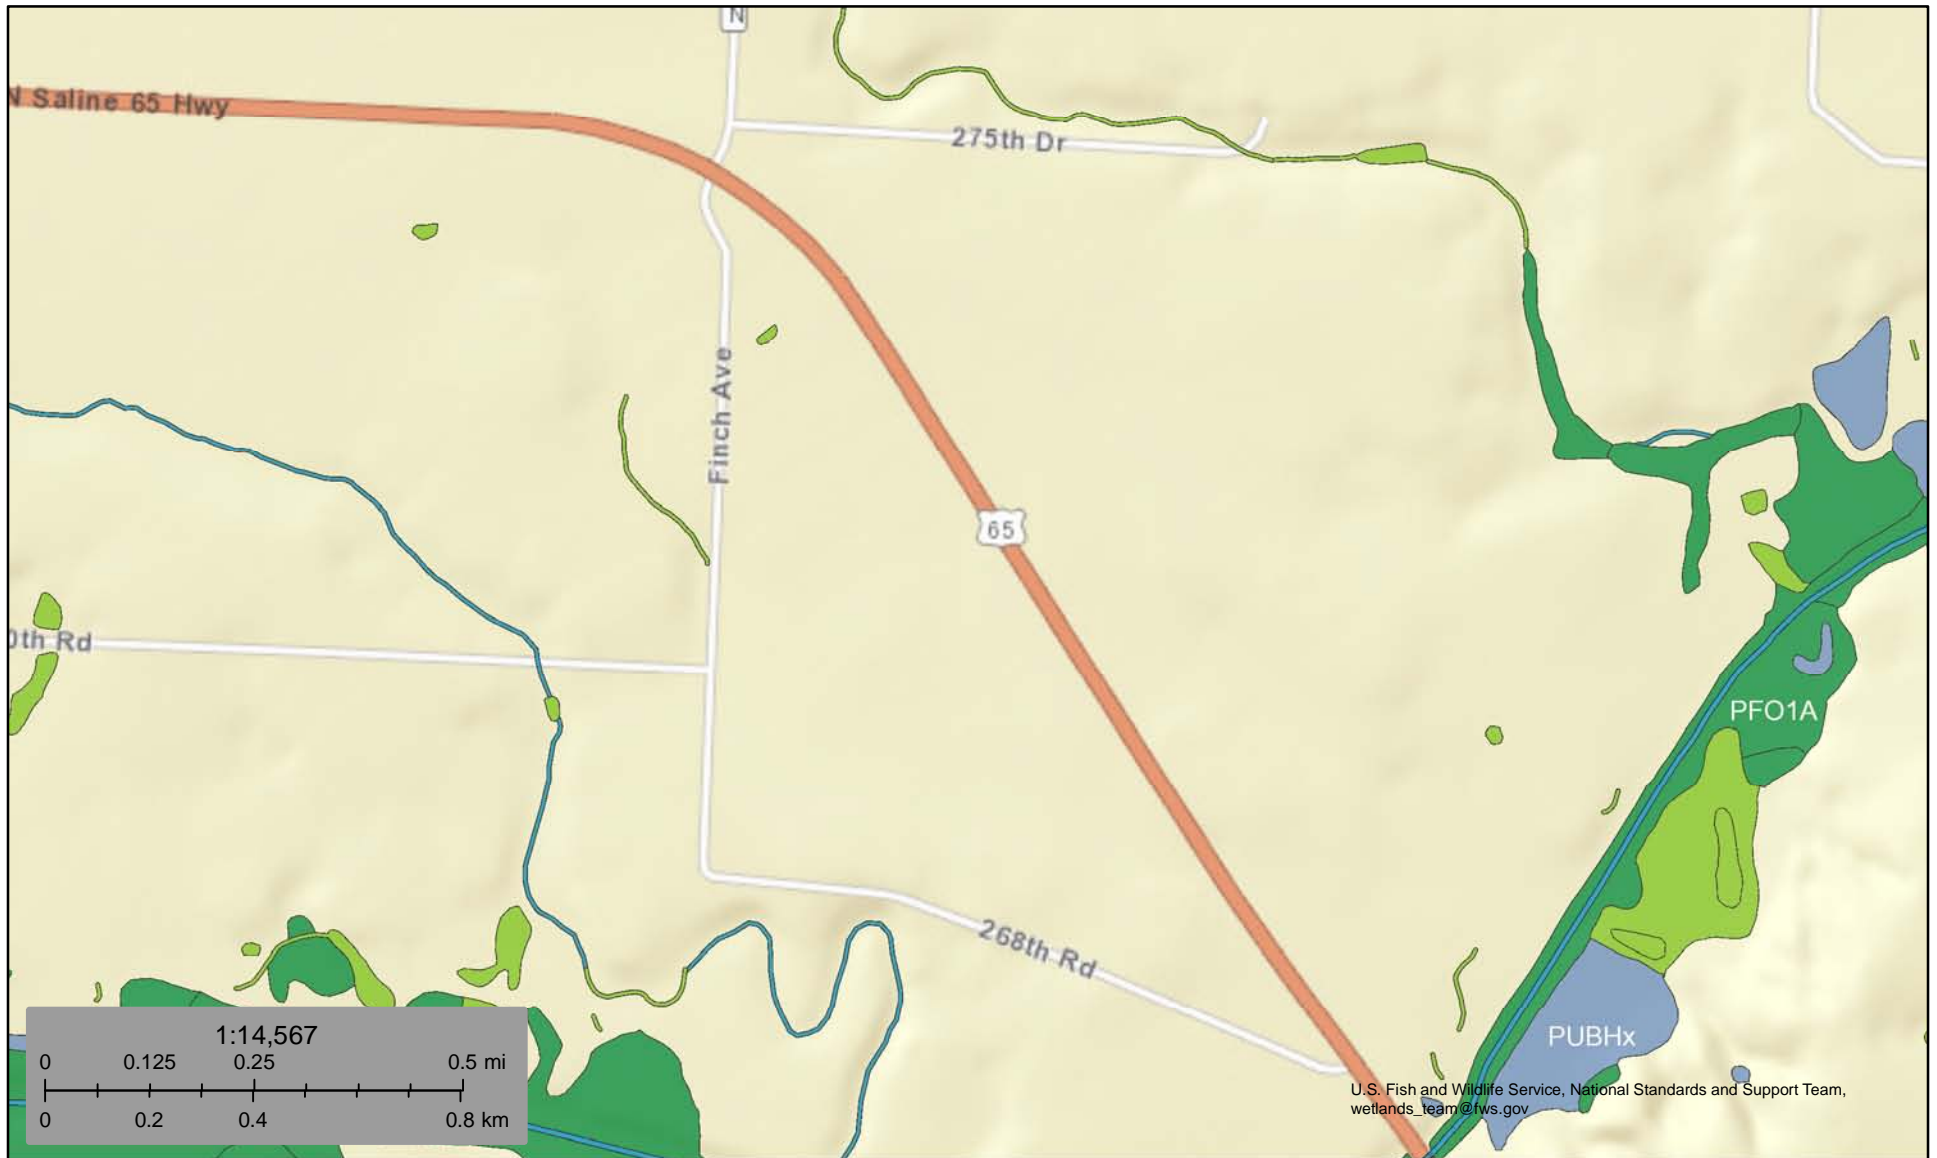 N
N Saline 65 Hwy
275th Dr
Finch Ave
65
0th Rd
PFO1A
268th Rd
1:14,567
0 0.125 0.25 0.5 mi
0 0.2 0.4 0.8 km
PUBHx
U.S. Fish and Wildlife Service, National Standards and Support Team,
wetlands_team@fws.gov